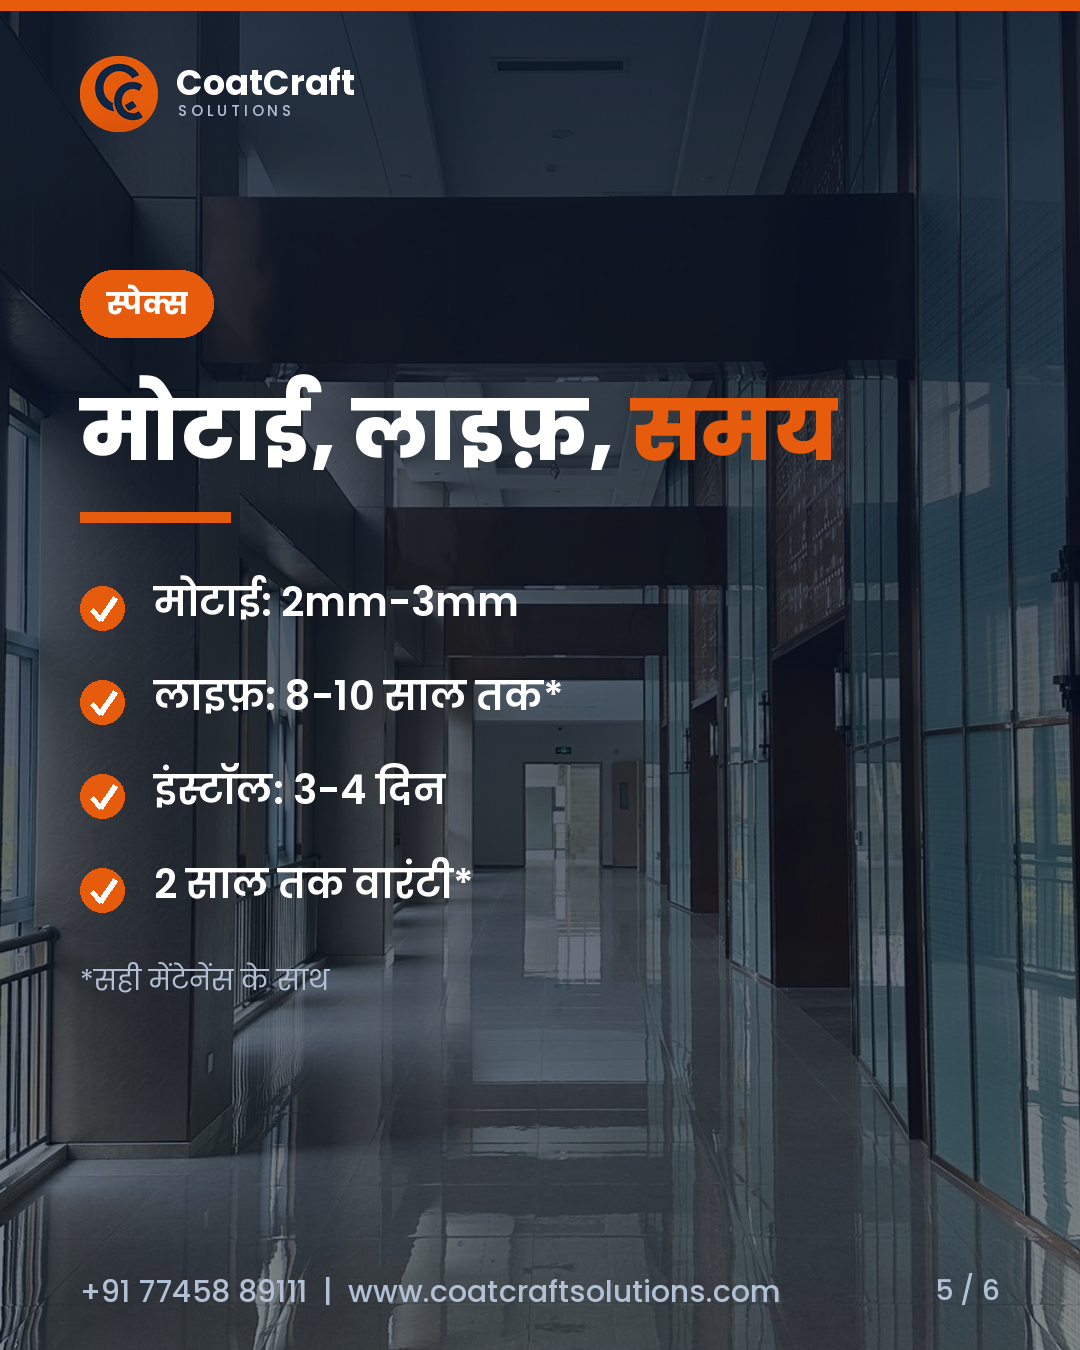 CoatCraft
SOLUTIONS
स्पेक्स
मोटाई, लाइफ़, समय
मोटाई: 2mm-3mm
लाइफ़: 8-10 साल तक*
इंस्टॉल: 3-4 दिन
2 साल तक वारंटी*
*सही मेंटेनेंस के साथ
+91 77458 89111 | www.coatcraftsolutions.com
5 / 6